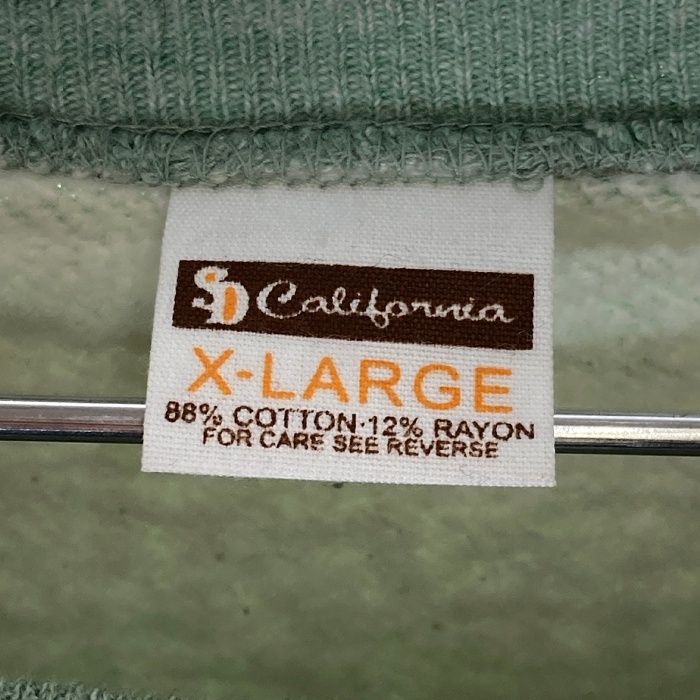 SD California
X-LARGE
88% COTTON·12% RAYON
FOR CARE SEE REVERSE